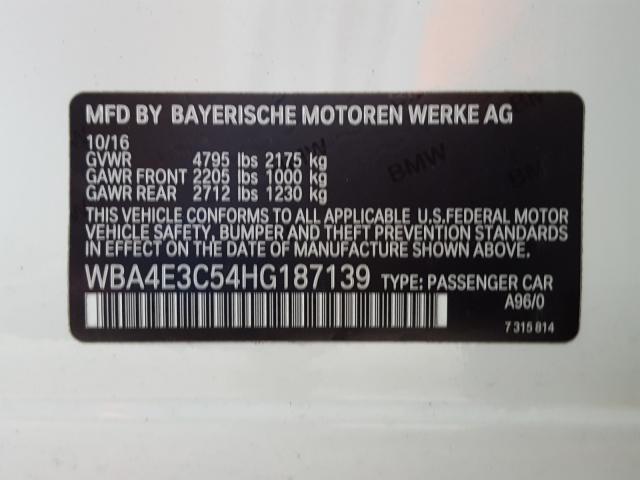 MFD BY BAYERISCHE MOTOREN WERKE AG
10/16
GVWR 4795 lbs 2175 kg
GAWR FRONT 2205 lbs 1000 kg
GAWR REAR 2712 lbs 1230 kg
THIS VEHICLE CONFORMS TO ALL APPLICABLE U.S.FEDERAL MOTOR
VEHICLE SAFETY, BUMPER AND THEFT PREVENTION STANDARDS
IN EFFECT ON THE DATE OF MANUFACTURE SHOWN ABOVE.
WBA4E3C54HG187139 TYPE: PASSENGER CAR
A96/0
7 315 814
BMW